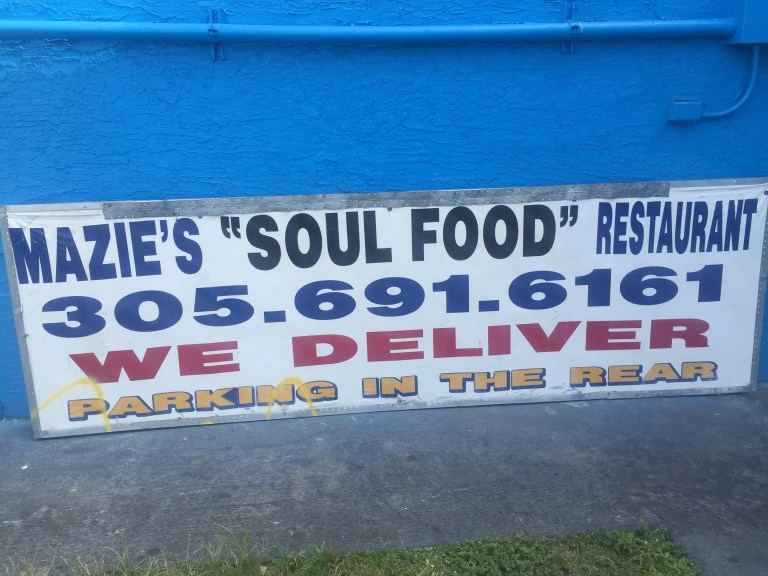 MAZIE'S "SOUL FOOD" RESTAURANT
305.691.6161
WE DELIVER
PARKING IN THE REAR